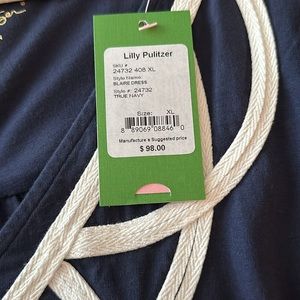 Lilly Pulitzer
SKU #
24732 408 XL
Style Name:
BLAIRE DRESS
Style #: 24732
TRUE NAVY
Size: XL
8 89069 08846 0
Manufacture's Suggested price
$ 98.00